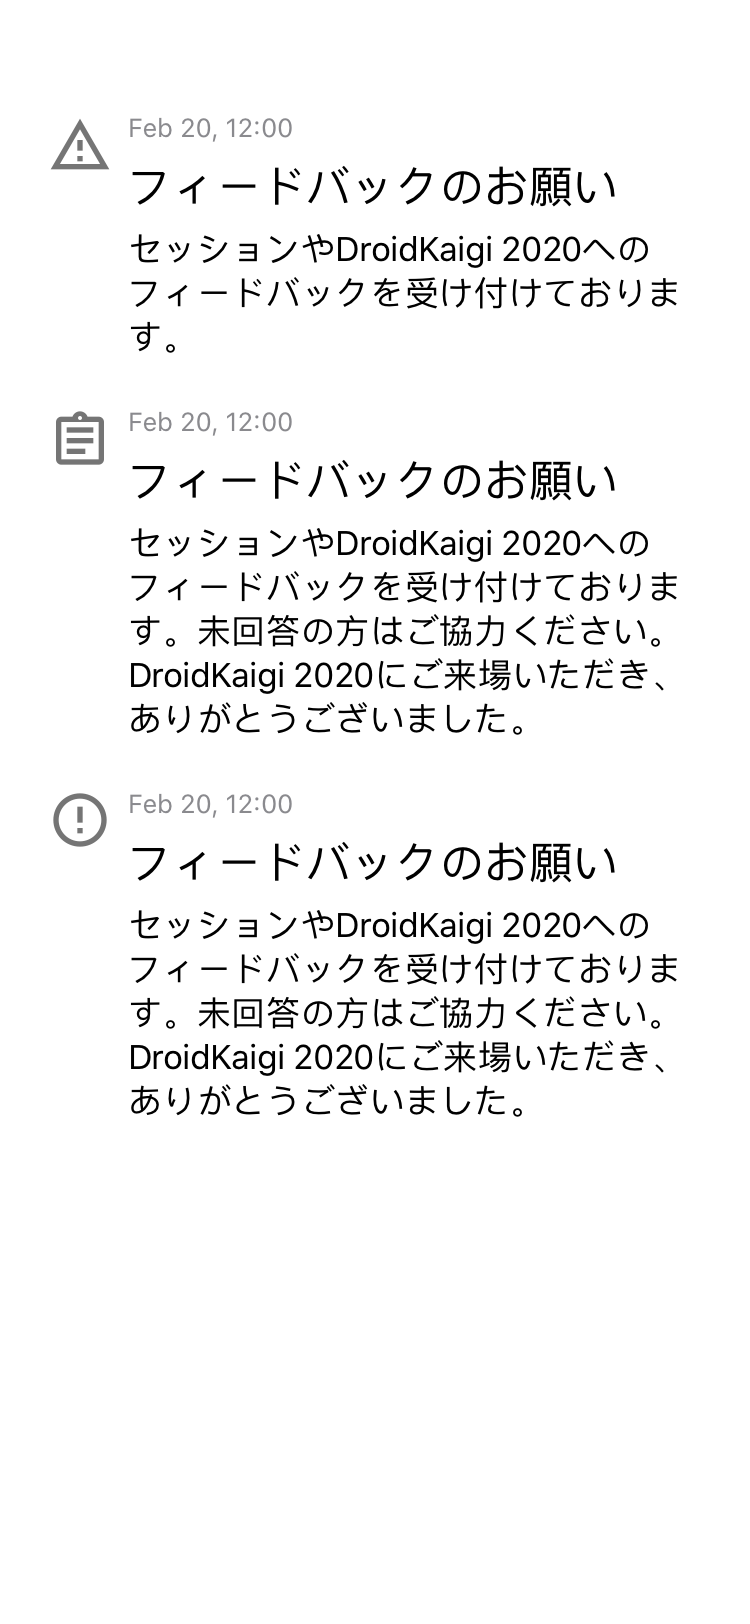 Feb 20, 12:00
フィードバックのお願い
セッションやDroidKaigi 2020への
フィードバックを受け付けておりま
す。
Feb 20, 12:00
フィードバックのお願い
セッションやDroidKaigi 2020への
フィードバックを受け付けておりま
す。未回答の方はご協力ください。
DroidKaigi 2020にご来場いただき、
ありがとうございました。
Feb 20, 12:00
フィードバックのお願い
セッションやDroidKaigi 2020への
フィードバックを受け付けておりま
す。未回答の方はご協力ください。
DroidKaigi 2020にご来場いただき、
ありがとうございました。